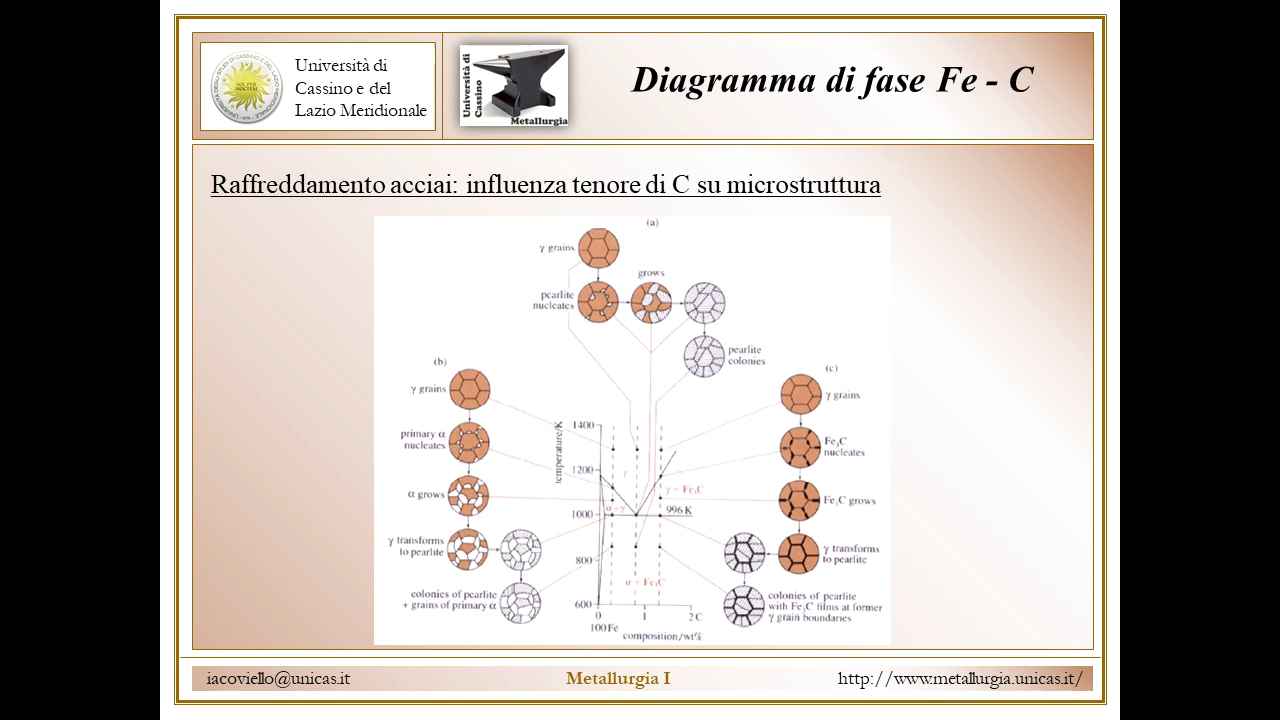 Università di
Cassino e del
Lazio Meridionale
Università di
Cassino
Metallurgia
Diagramma di fase Fe - C
Raffreddamento acciai: influenza tenore di C su microstruttura
(a)
γ grains
grows
pearlite
nucleates
pearlite
colonies
(b)
γ grains
primary α
nucleates
α grows
γ transforms
to pearlite
colonies of pearlite
+ grains of primary α
(c)
γ grains
Fe₃C
nucleates
Fe₃C grows
γ transforms
to pearlite
colonies of pearlite
with Fe₃C films at former
γ grain boundaries
temperature/K
1400
1200
1000
800
600
γ
γ + Fe₃C
α + γ
996 K
α + Fe₃C
0
1
2 C
100 Fe
composition/wt%
iacoviello@unicas.it
Metallurgia I
http://www.metallurgia.unicas.it/